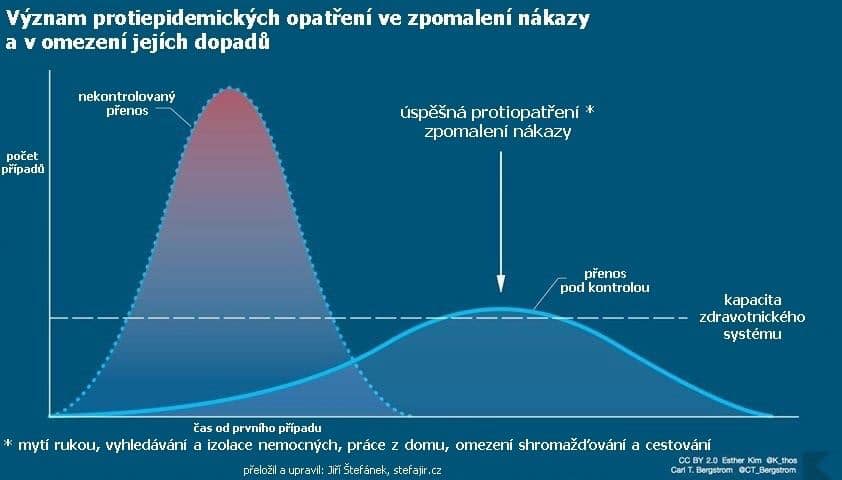 Význam protiepidemických opatření ve zpomalení nákazy
a v omezení jejích dopadů
nekontrolovaný
přenos
úspěšná protiopatření *
zpomalení nákazy
počet
případů
přenos
pod kontrolou
kapacita
zdravotnického
systému
čas od prvního případu
* mytí rukou, vyhledávání a izolace nemocných, práce z domu, omezení shromažďování a cestování
přeložil a upravil: Jiří Štefánek, stefajir.cz
CC BY 2.0 Esther Kim @K_thos
Carl T. Bergstrom @CT_Bergstrom